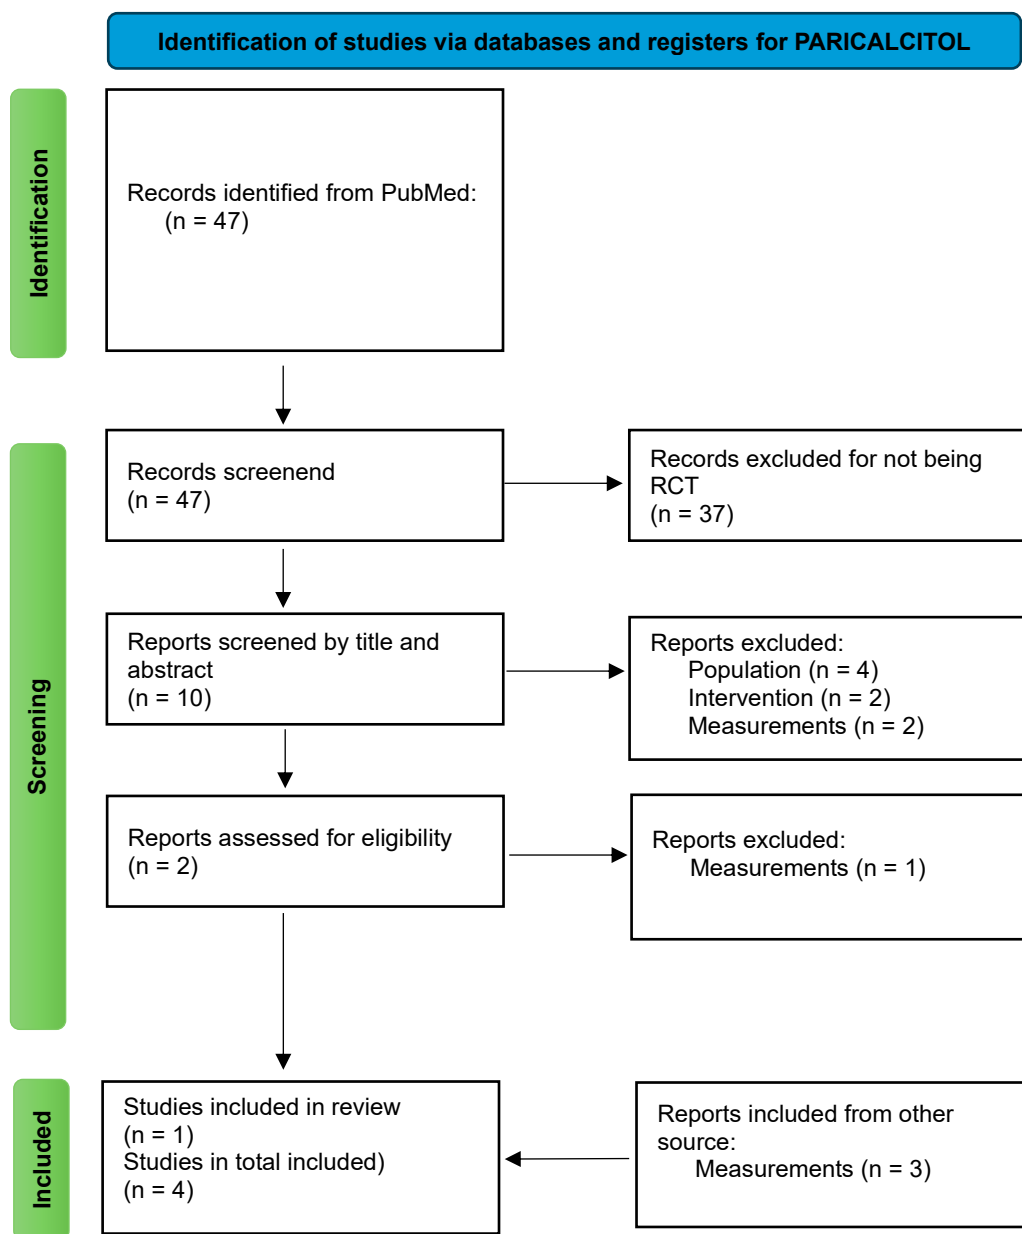 Identification of studies via databases and registers for PARICALCITOL
Identification
Records identified from PubMed:
(n = 47)
Screening
Records screenend
(n = 47)
Records excluded for not being
RCT
(n = 37)
Reports screened by title and
abstract
(n = 10)
Reports excluded:
Population (n = 4)
Intervention (n = 2)
Measurements (n = 2)
Reports assessed for eligibility
(n = 2)
Reports excluded:
Measurements (n = 1)
Included
Studies included in review
(n = 1)
Studies in total included)
(n = 4)
Reports included from other
source:
Measurements (n = 3)